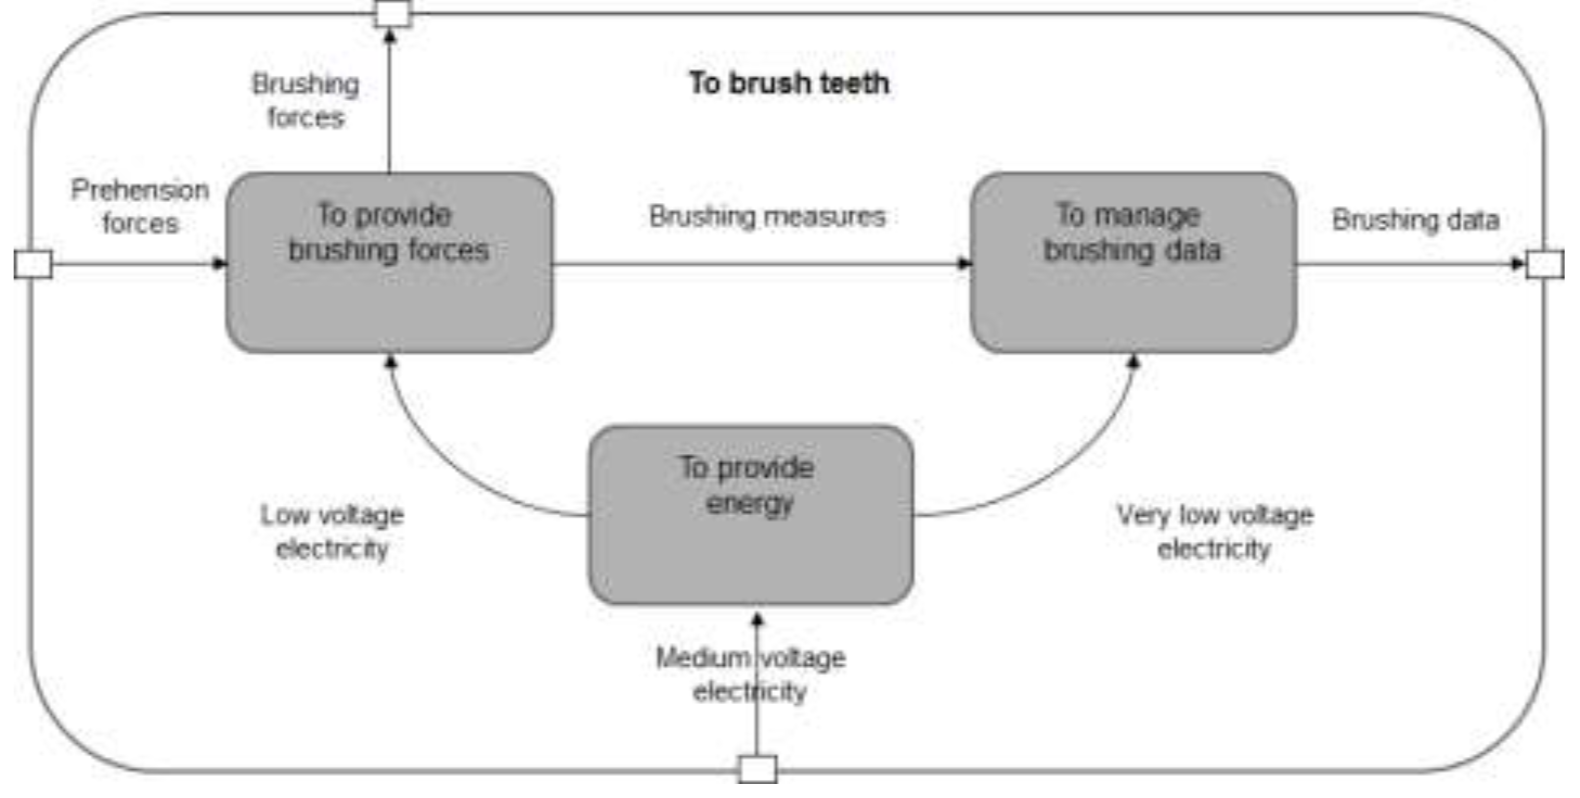 To brush teeth
Brushing
forces
Prehension
forces
To provide
brushing forces
Brushing measures
To manage
brushing data
Brushing data
To provide
energy
Low voltage
electricity
Very low voltage
electricity
Medium voltage
electricity